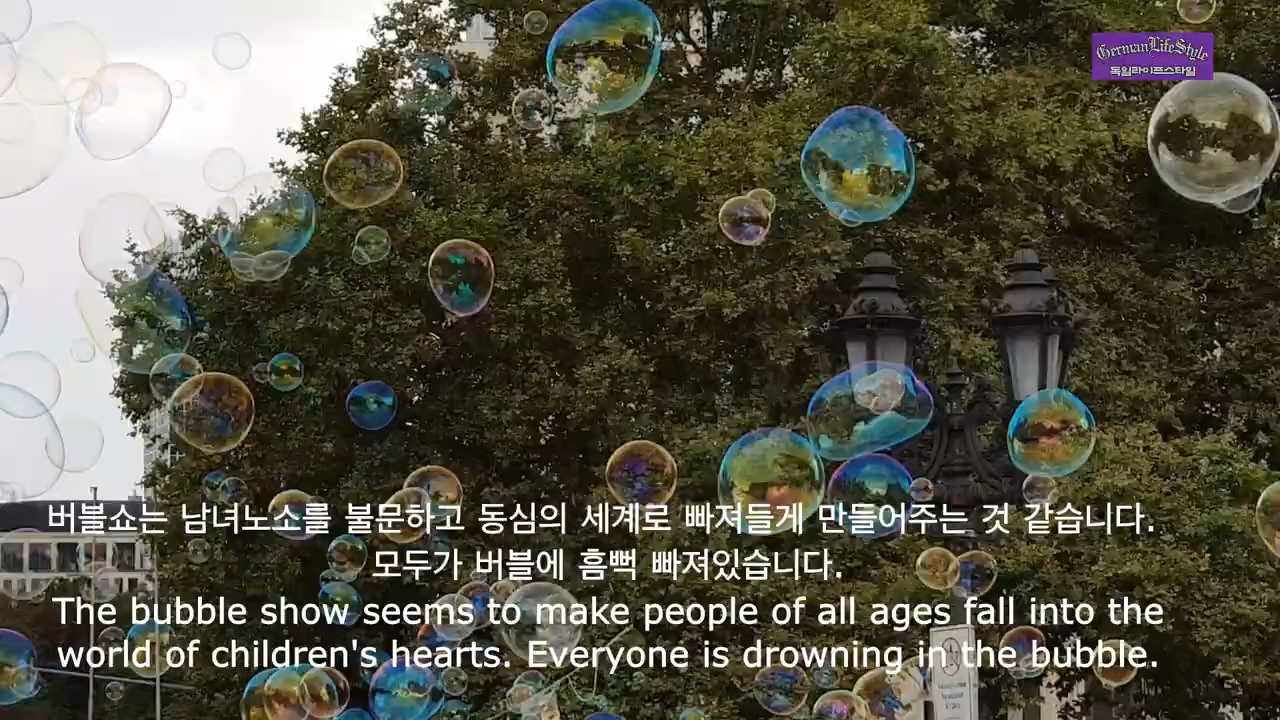 GermanLifeStyle
독일라이프스타일
버블쇼는 남녀노소를 불문하고 동심의 세계로 빠져들게 만들어주는 것 같습니다.
모두가 버블에 흠뻑 빠져있습니다.
The bubble show seems to make people of all ages fall into the
world of children's hearts. Everyone is drowning in the bubble.